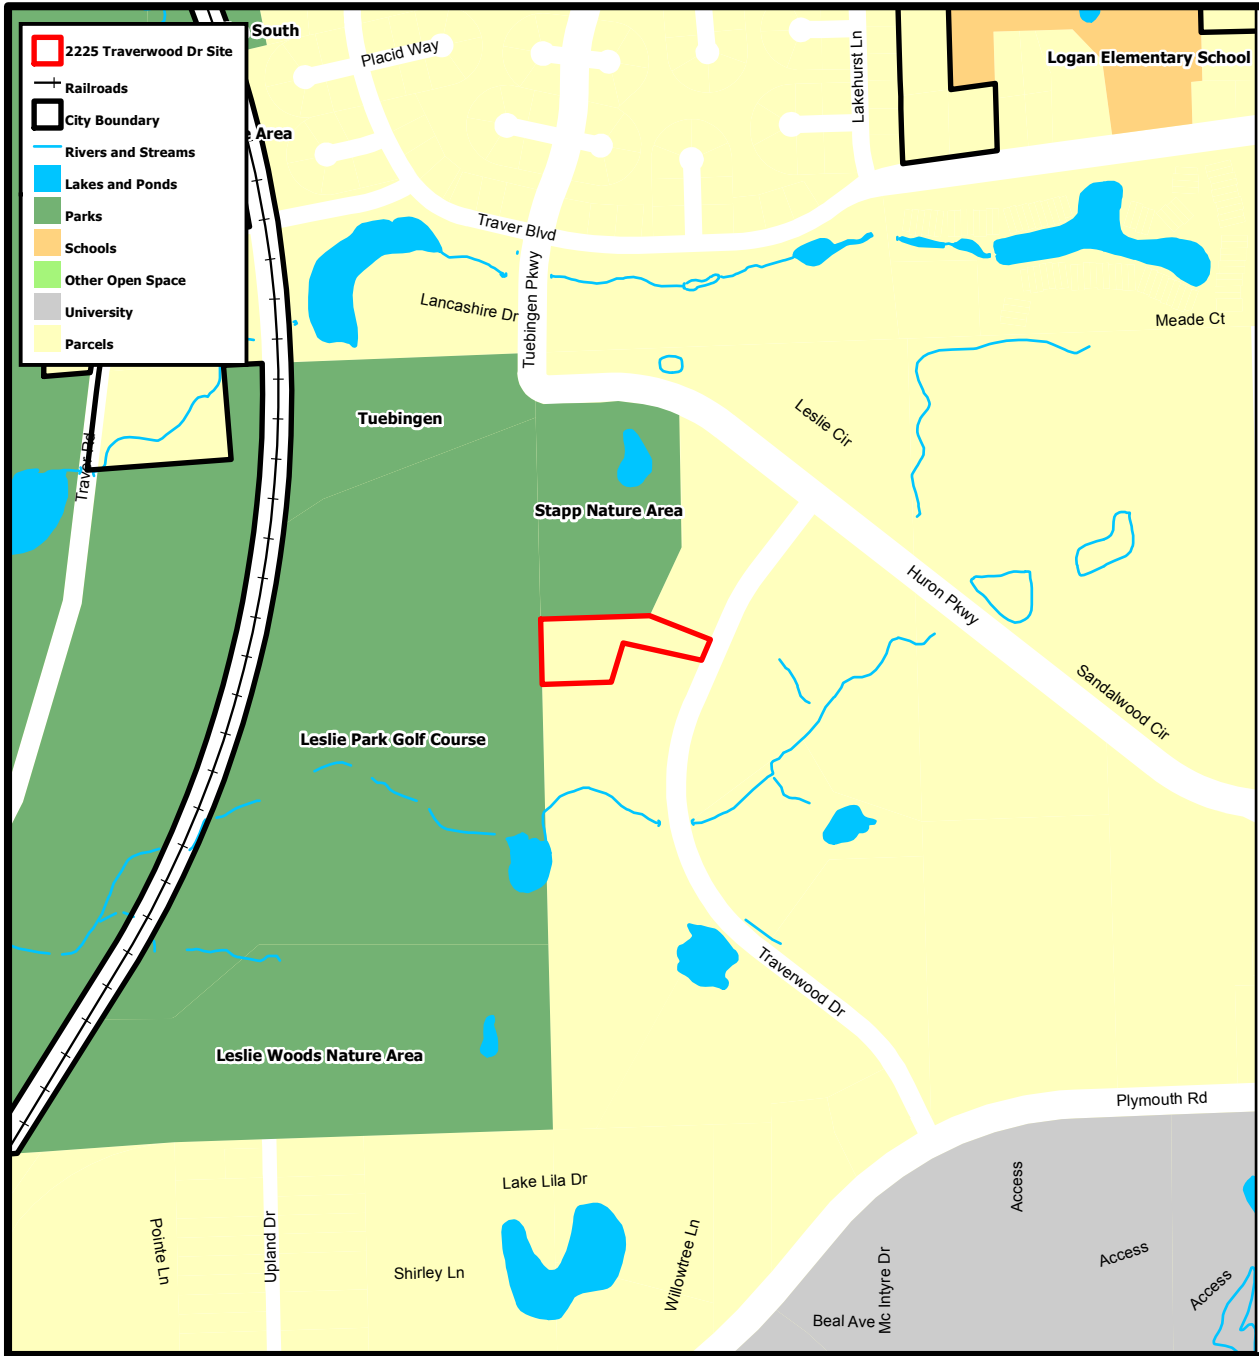 2225 Traverwood Dr Site
Railroads
City Boundary
Rivers and Streams
Lakes and Ponds
Parks
Schools
Other Open Space
University
Parcels
South
Area
Placid Way
Lakehurst Ln
Logan Elementary School
Traver Blvd
Tuebingen Pkwy
Lancashire Dr
Meade Ct
Tuebingen
Leslie Cir
Traver Rd
Stapp Nature Area
Huron Pkwy
Sandalwood Cir
Leslie Park Golf Course
Traverwood Dr
Leslie Woods Nature Area
Plymouth Rd
Lake Lila Dr
Access
Pointe Ln
Upland Dr
Shirley Ln
Willowtree Ln
Mc Intyre Dr
Access
Access
Beal Ave